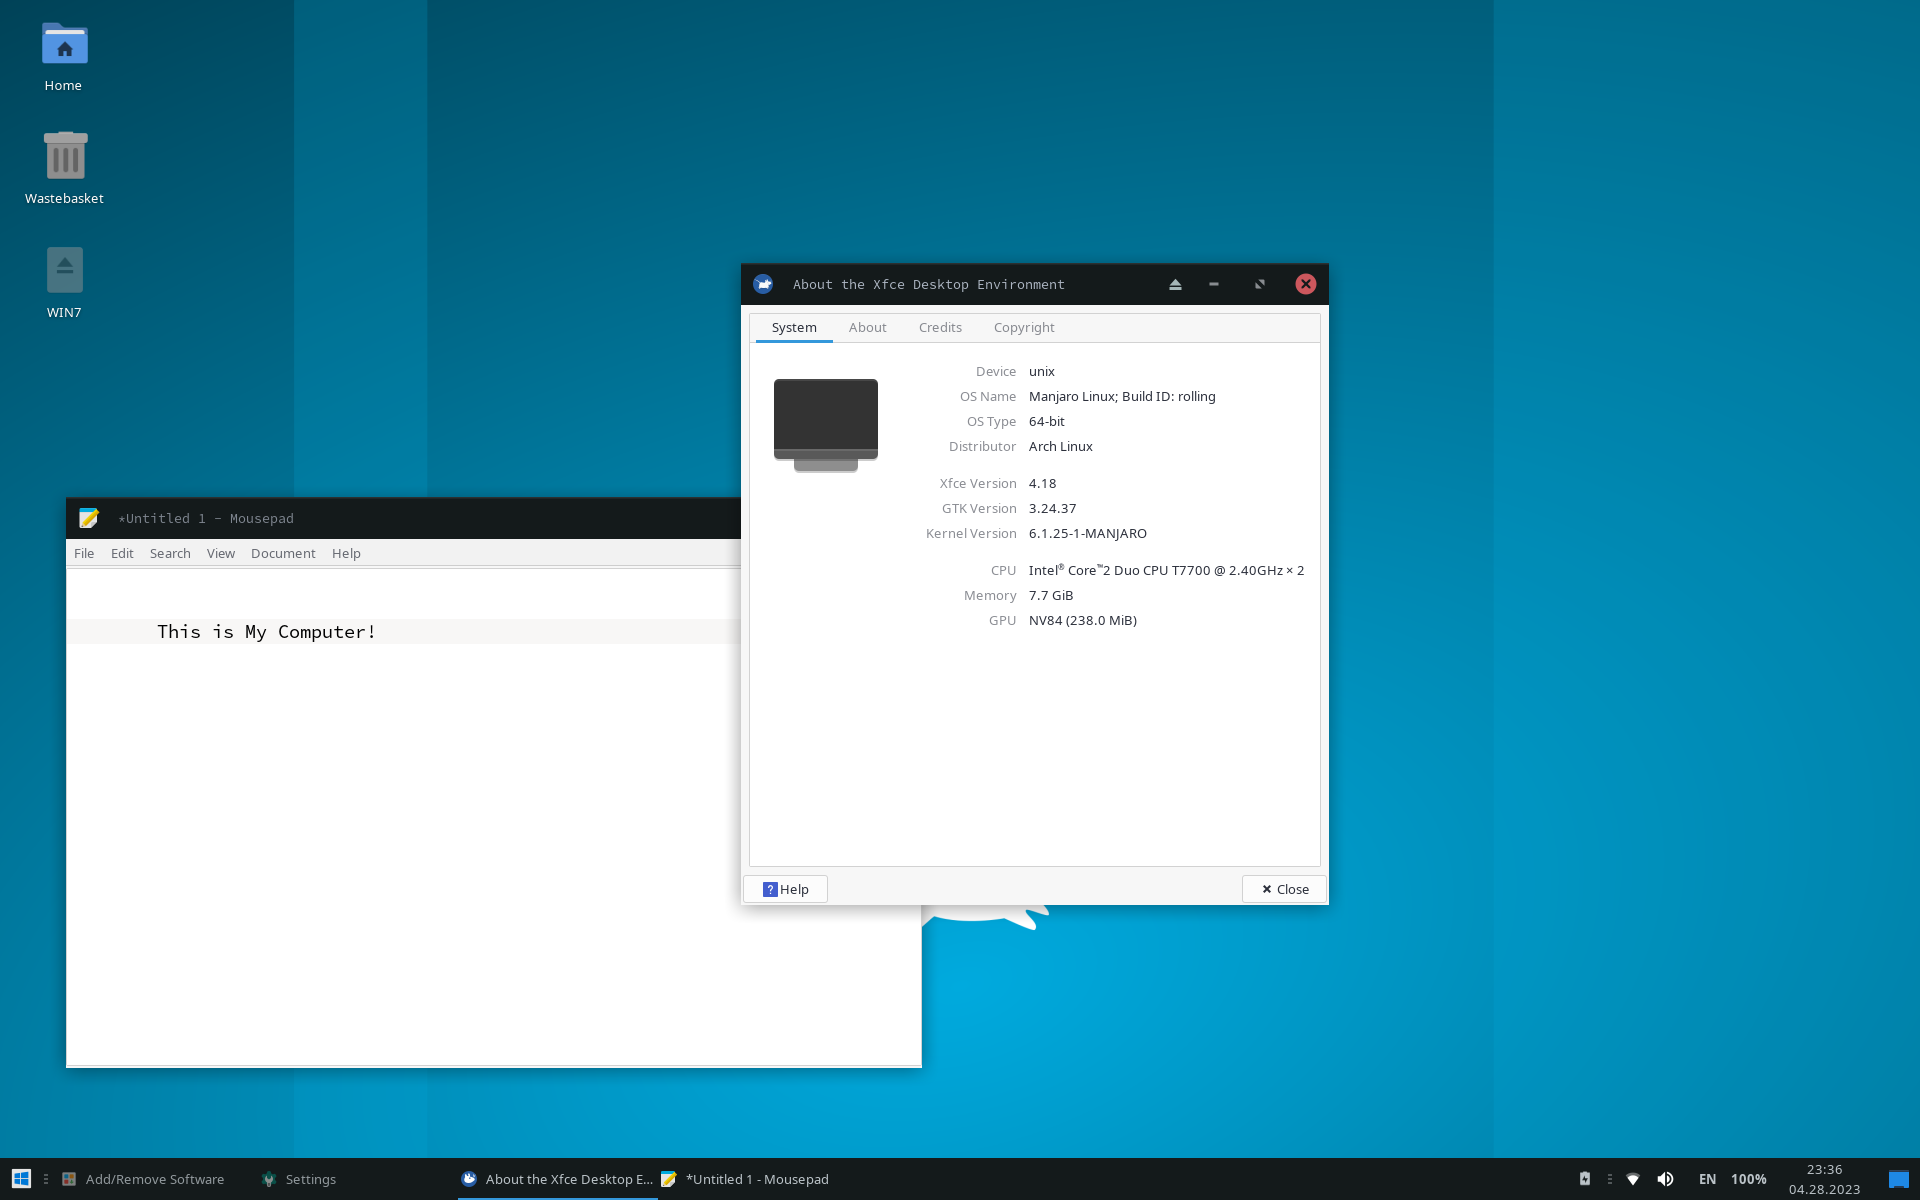 Home
Wastebasket
WIN7
About the Xfce Desktop Environment
System About Credits Copyright
Device unix
OS Name Manjaro Linux; Build ID: rolling
OS Type 64-bit
Distributor Arch Linux
Xfce Version 4.18
GTK Version 3.24.37
Kernel Version 6.1.25-1-MANJARO
CPU Intel® Core™2 Duo CPU T7700 @ 2.40GHz × 2
Memory 7.7 GiB
GPU NV84 (238.0 MiB)
? Help Close
*Untitled 1 - Mousepad
File Edit Search View Document Help
This is My Computer!
Add/Remove Software Settings About the Xfce Desktop E... *Untitled 1 - Mousepad EN 100% 23:36
04.28.2023